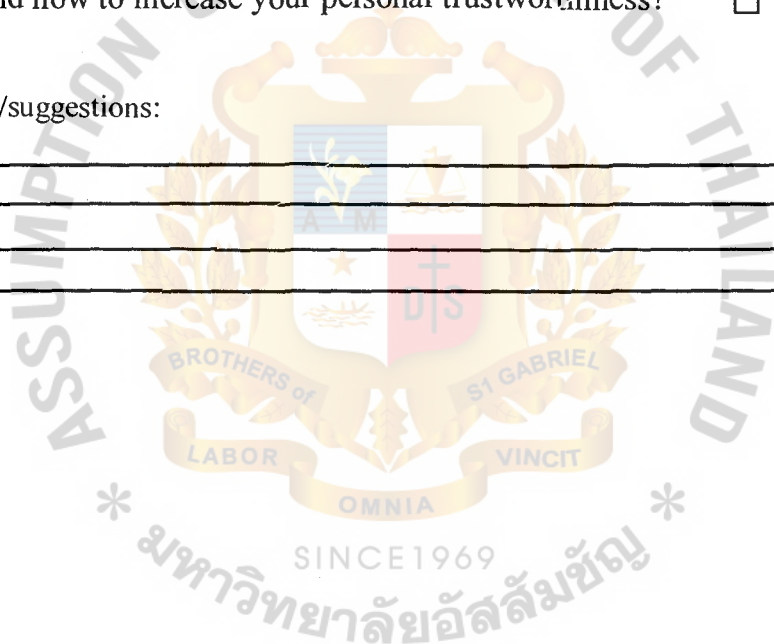 how to increase your personal trustworthiness?
/suggestions:
ASSUMPTION
OF THAILAND
A M
D S
BROTHERS of
ST GABRIEL
LABOR
VINCIT
OMNIA
SINCE1969
มหาวิทยาลัยอัสสัมชัญ